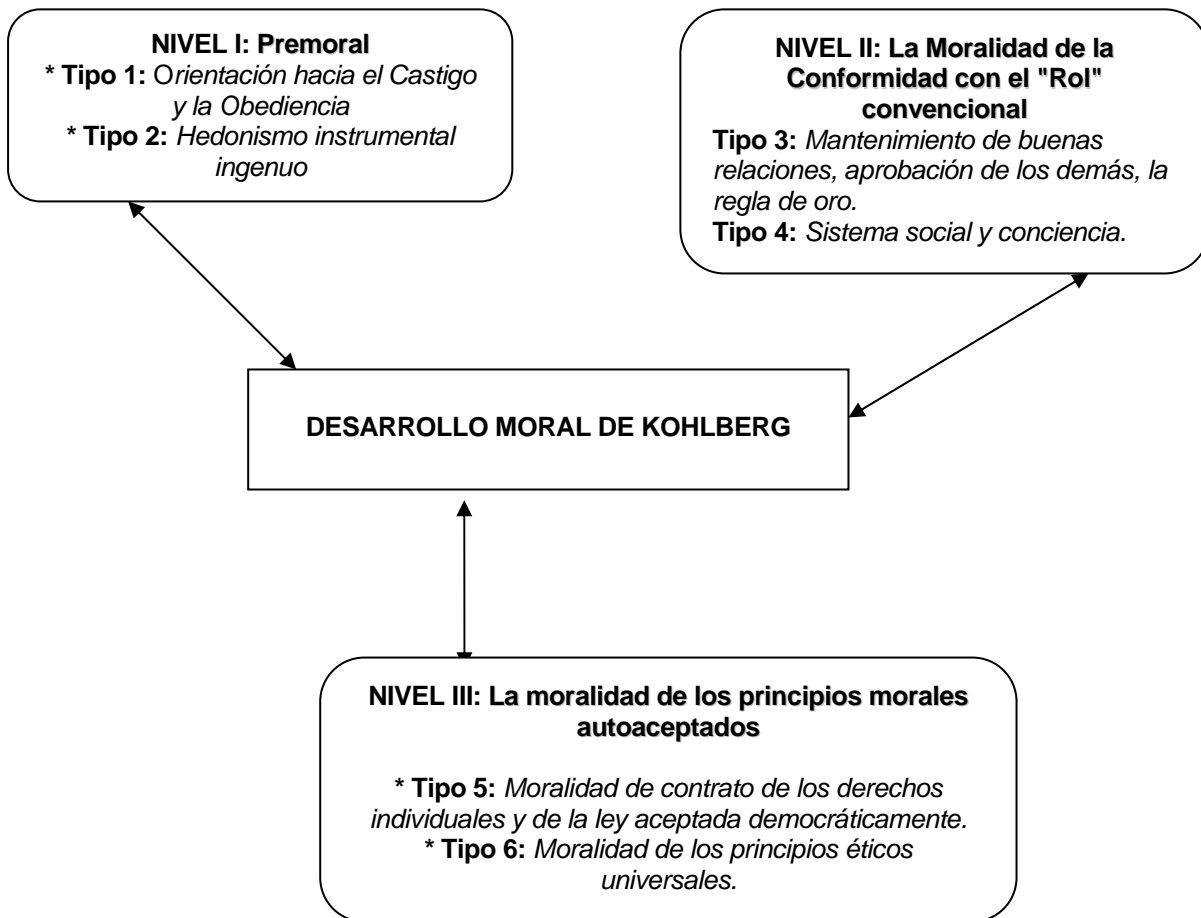 NIVEL I: Premoral
* Tipo 1: Orientación hacia el Castigo
y la Obediencia
* Tipo 2: Hedonismo instrumental
ingenuo
NIVEL II: La Moralidad de la
Conformidad con el "Rol"
convencional
Tipo 3: Mantenimiento de buenas
relaciones, aprobación de los demás, la
regla de oro.
Tipo 4: Sistema social y conciencia.
DESARROLLO MORAL DE KOHLBERG
NIVEL III: La moralidad de los principios morales
autoaceptados
* Tipo 5: Moralidad de contrato de los derechos
individuales y de la ley aceptada democráticamente.
* Tipo 6: Moralidad de los principios éticos
universales.